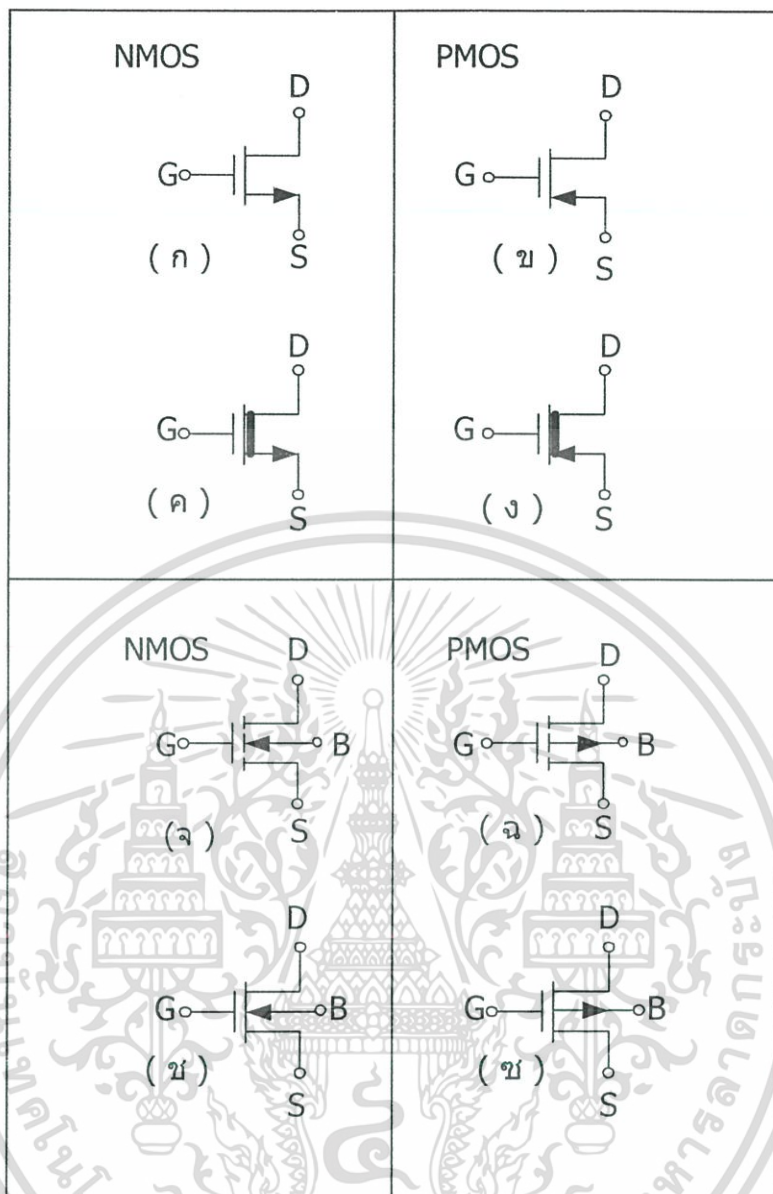 NMOS
D
G
S
( ก )
PMOS
D
G
S
( ข )
D
G
S
( ค )
D
G
S
( ง )
NMOS
D
G
B
S
(จ)
PMOS
D
G
B
S
(ฉ)
D
G
B
S
(ช)
D
G
B
S
(ซ)